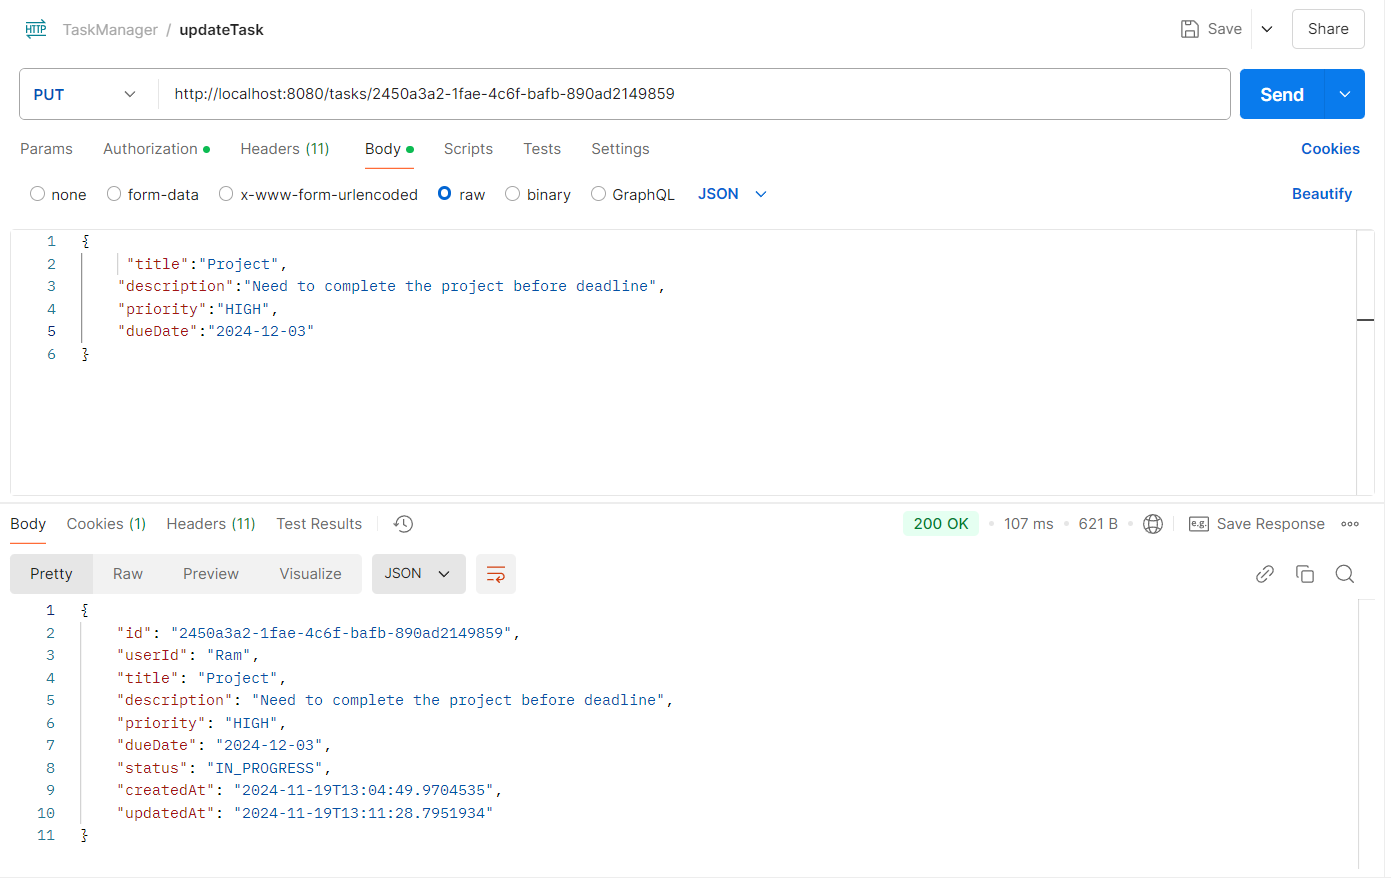 HTTP TaskManager / updateTask Save Share
PUT http://localhost:8080/tasks/2450a3a2-1fae-4c6f-bafb-890ad2149859 Send
Params Authorization Headers (11) Body Scripts Tests Settings Cookies
none form-data x-www-form-urlencoded raw binary GraphQL JSON Beautify
1 {
2 "title":"Project",
3 "description":"Need to complete the project before deadline",
4 "priority":"HIGH",
5 "dueDate":"2024-12-03"
6 }
Body Cookies (1) Headers (11) Test Results 200 OK 107 ms 621 B e.g. Save Response
Pretty Raw Preview Visualize JSON
1 {
2 "id": "2450a3a2-1fae-4c6f-bafb-890ad2149859",
3 "userId": "Ram",
4 "title": "Project",
5 "description": "Need to complete the project before deadline",
6 "priority": "HIGH",
7 "dueDate": "2024-12-03",
8 "status": "IN_PROGRESS",
9 "createdAt": "2024-11-19T13:04:49.9704535",
10 "updatedAt": "2024-11-19T13:11:28.7951934"
11 }